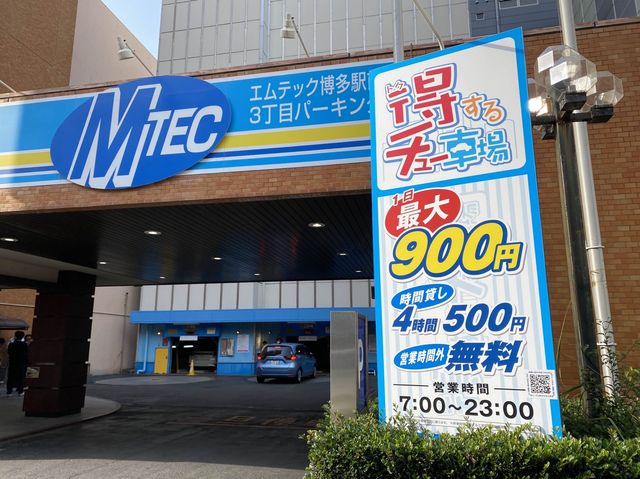 MTEC
エムテック博多駅
3丁目パーキング
得する
チュー車場
1日
最大
900円
時間貸し
4時間 500円
営業時間外 無料
営業時間
7:00～23:00
P